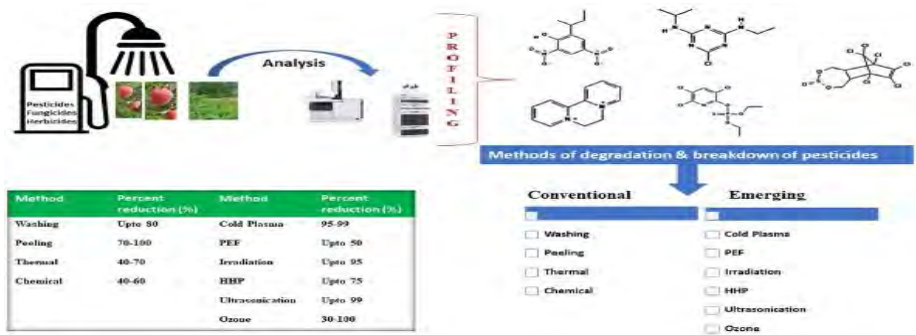 Pesticides
Fungicides
Herbicides
Analysis
PROFILING
Methods of degradation & breakdown of pesticides
Method Percent reduction (%) Method Percent reduction (%)
Washing Upto 80 Cold Plasma 95-99
Peeling 70-100 PEF Upto 50
Thermal 40-70 Irradiation Upto 95
Chemical 40-60 HHP Upto 75
Ultrasonication Upto 99
Ozone 30-100
Conventional
Washing
Peeling
Thermal
Chemical
Emerging
Cold Plasma
PEF
Irradiation
HHP
Ultrasonication
Ozone